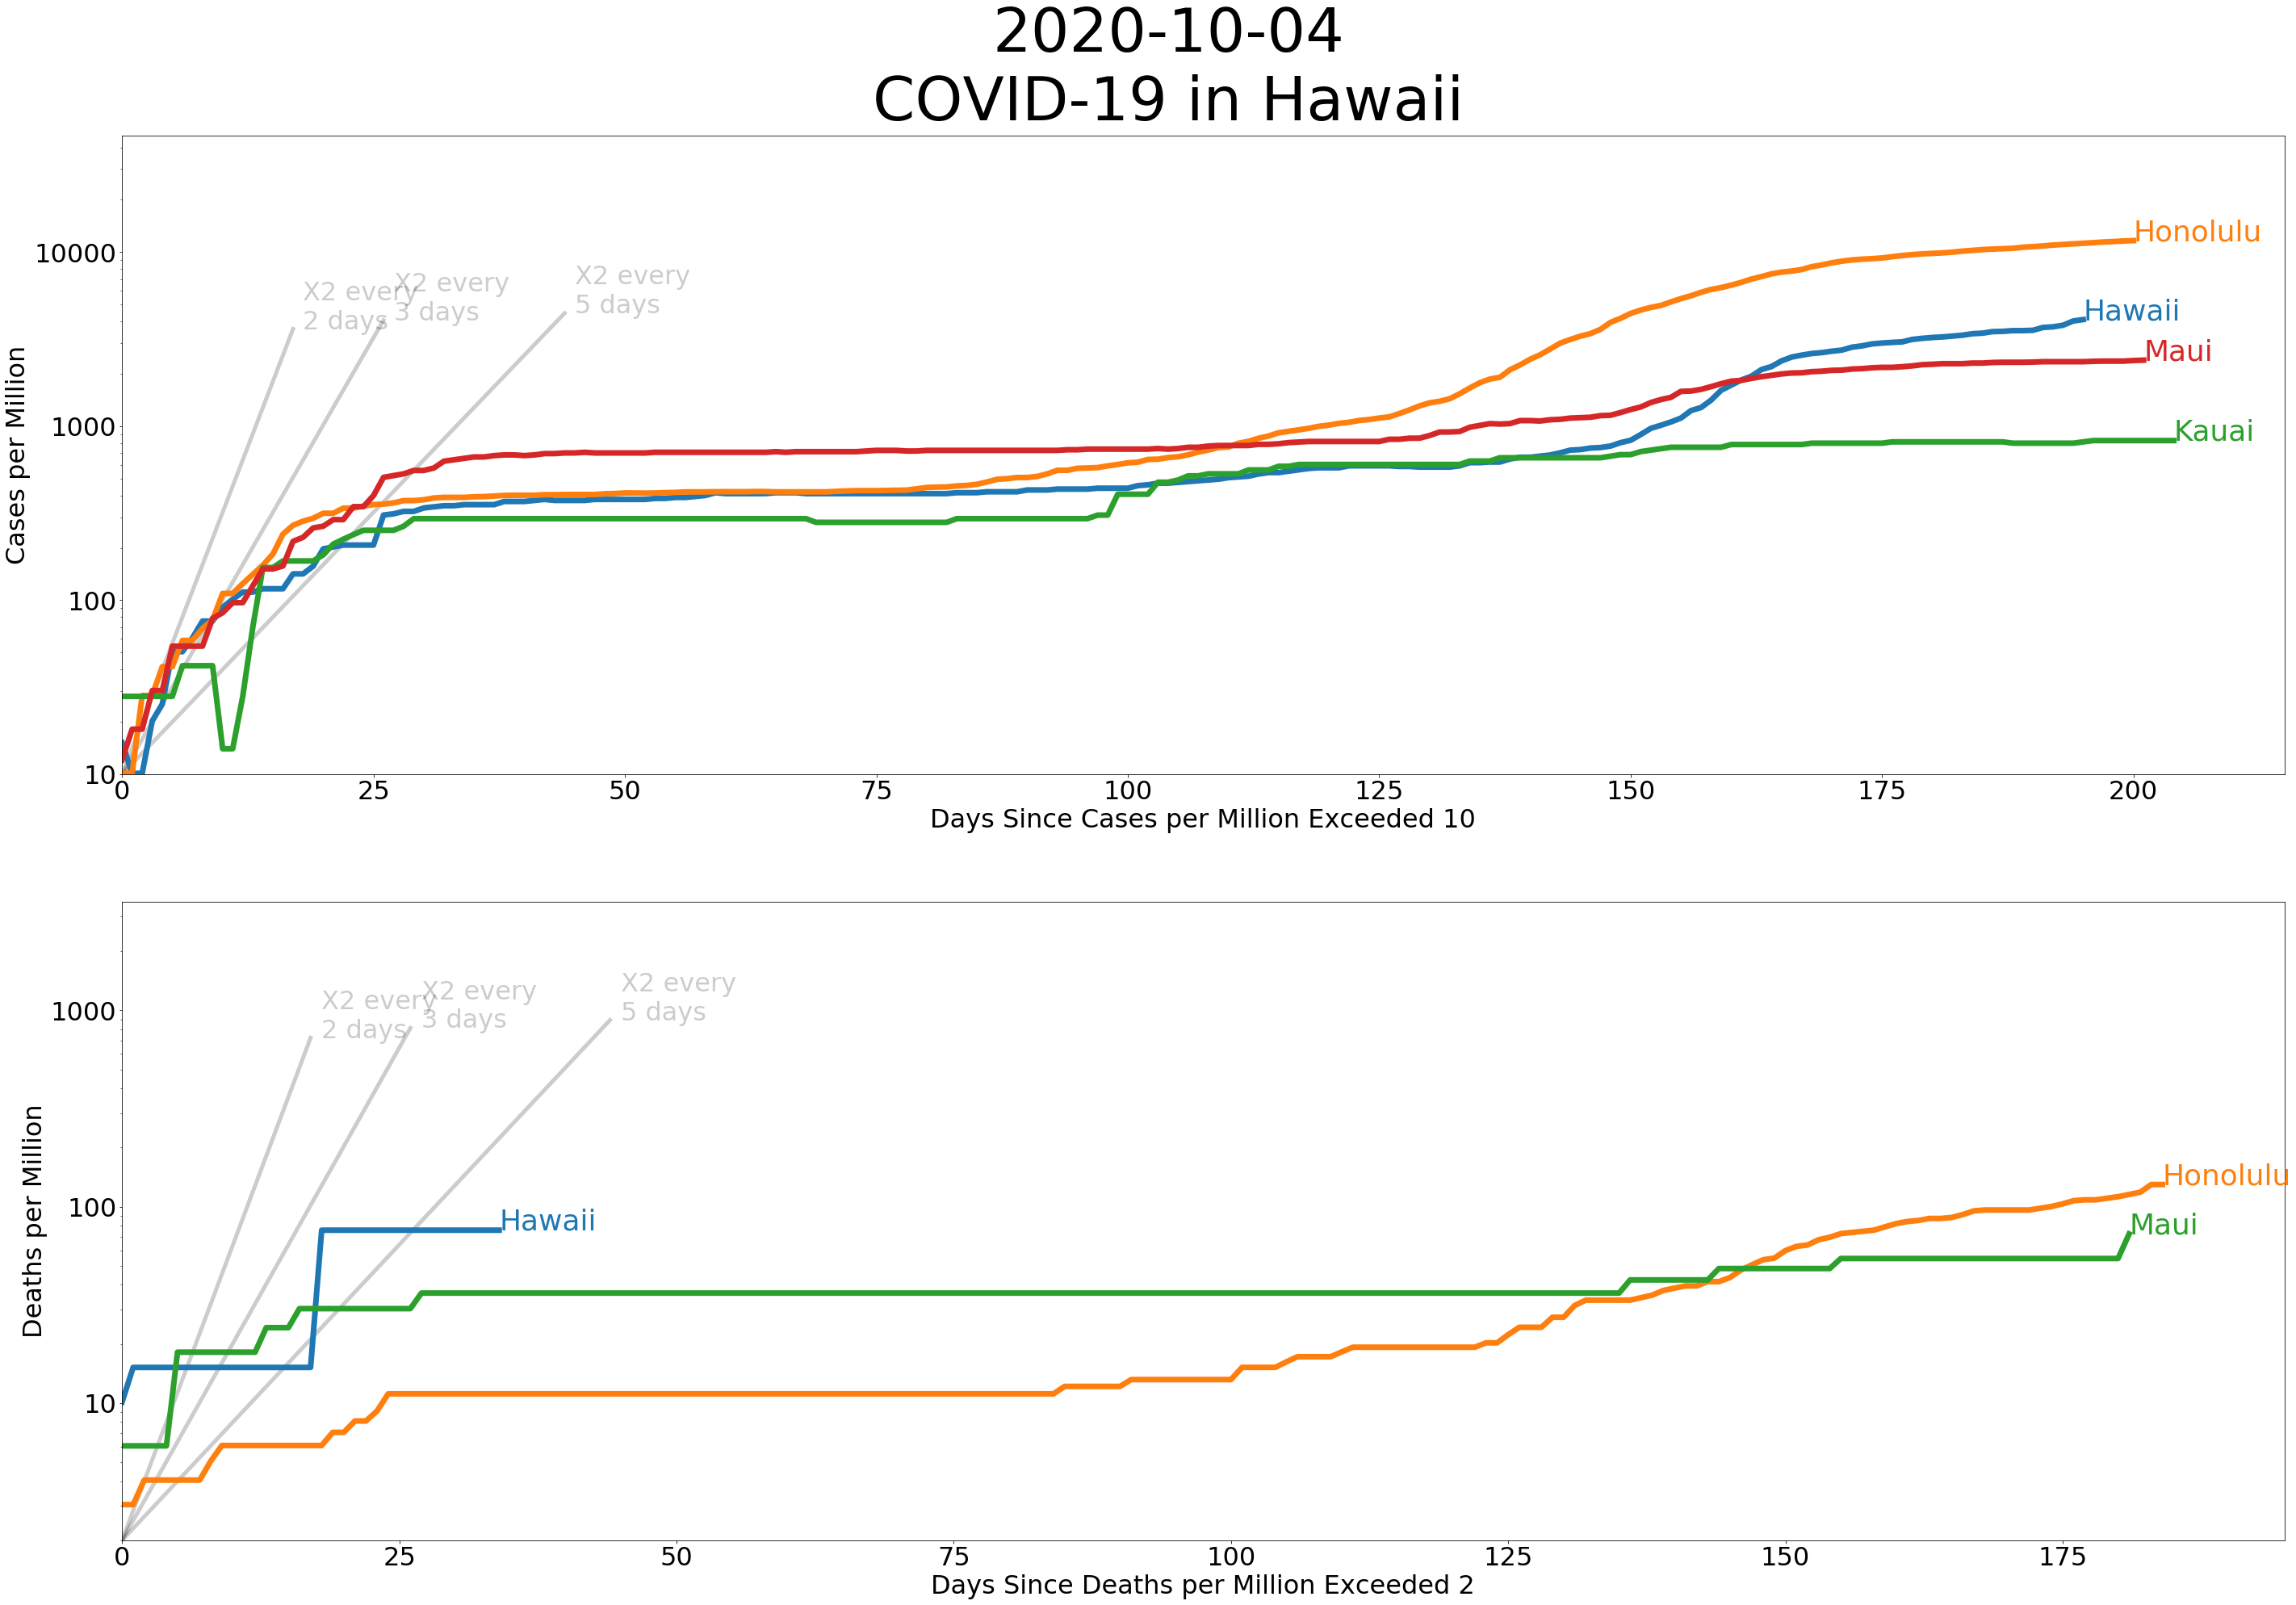 2020-10-04
COVID-19 in Hawaii
Cases per Million
10000
1000
100
10
X2 every
2 days
X2 every
3 days
X2 every
5 days
Honolulu
Hawaii
Maui
Kauai
0 25 50 75 100 125 150 175 200
Days Since Cases per Million Exceeded 10
Deaths per Million
1000
100
10
X2 every
2 days
X2 every
3 days
X2 every
5 days
Hawaii
Honolulu
Maui
0 25 50 75 100 125 150 175
Days Since Deaths per Million Exceeded 2